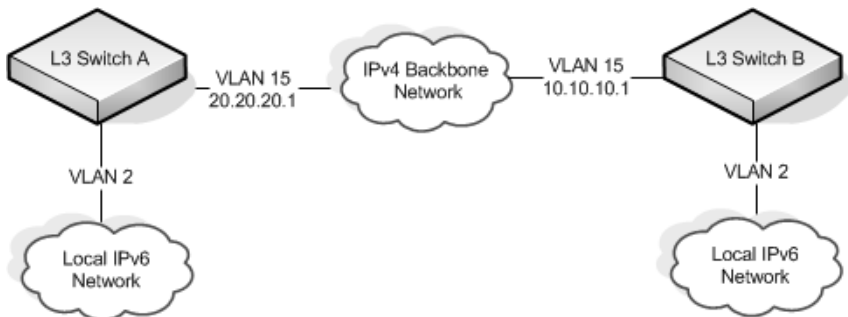 L3 Switch A
VLAN 15
20.20.20.1
IPv4 Backbone
Network
VLAN 15
10.10.10.1
L3 Switch B
VLAN 2
VLAN 2
Local IPv6
Network
Local IPv6
Network